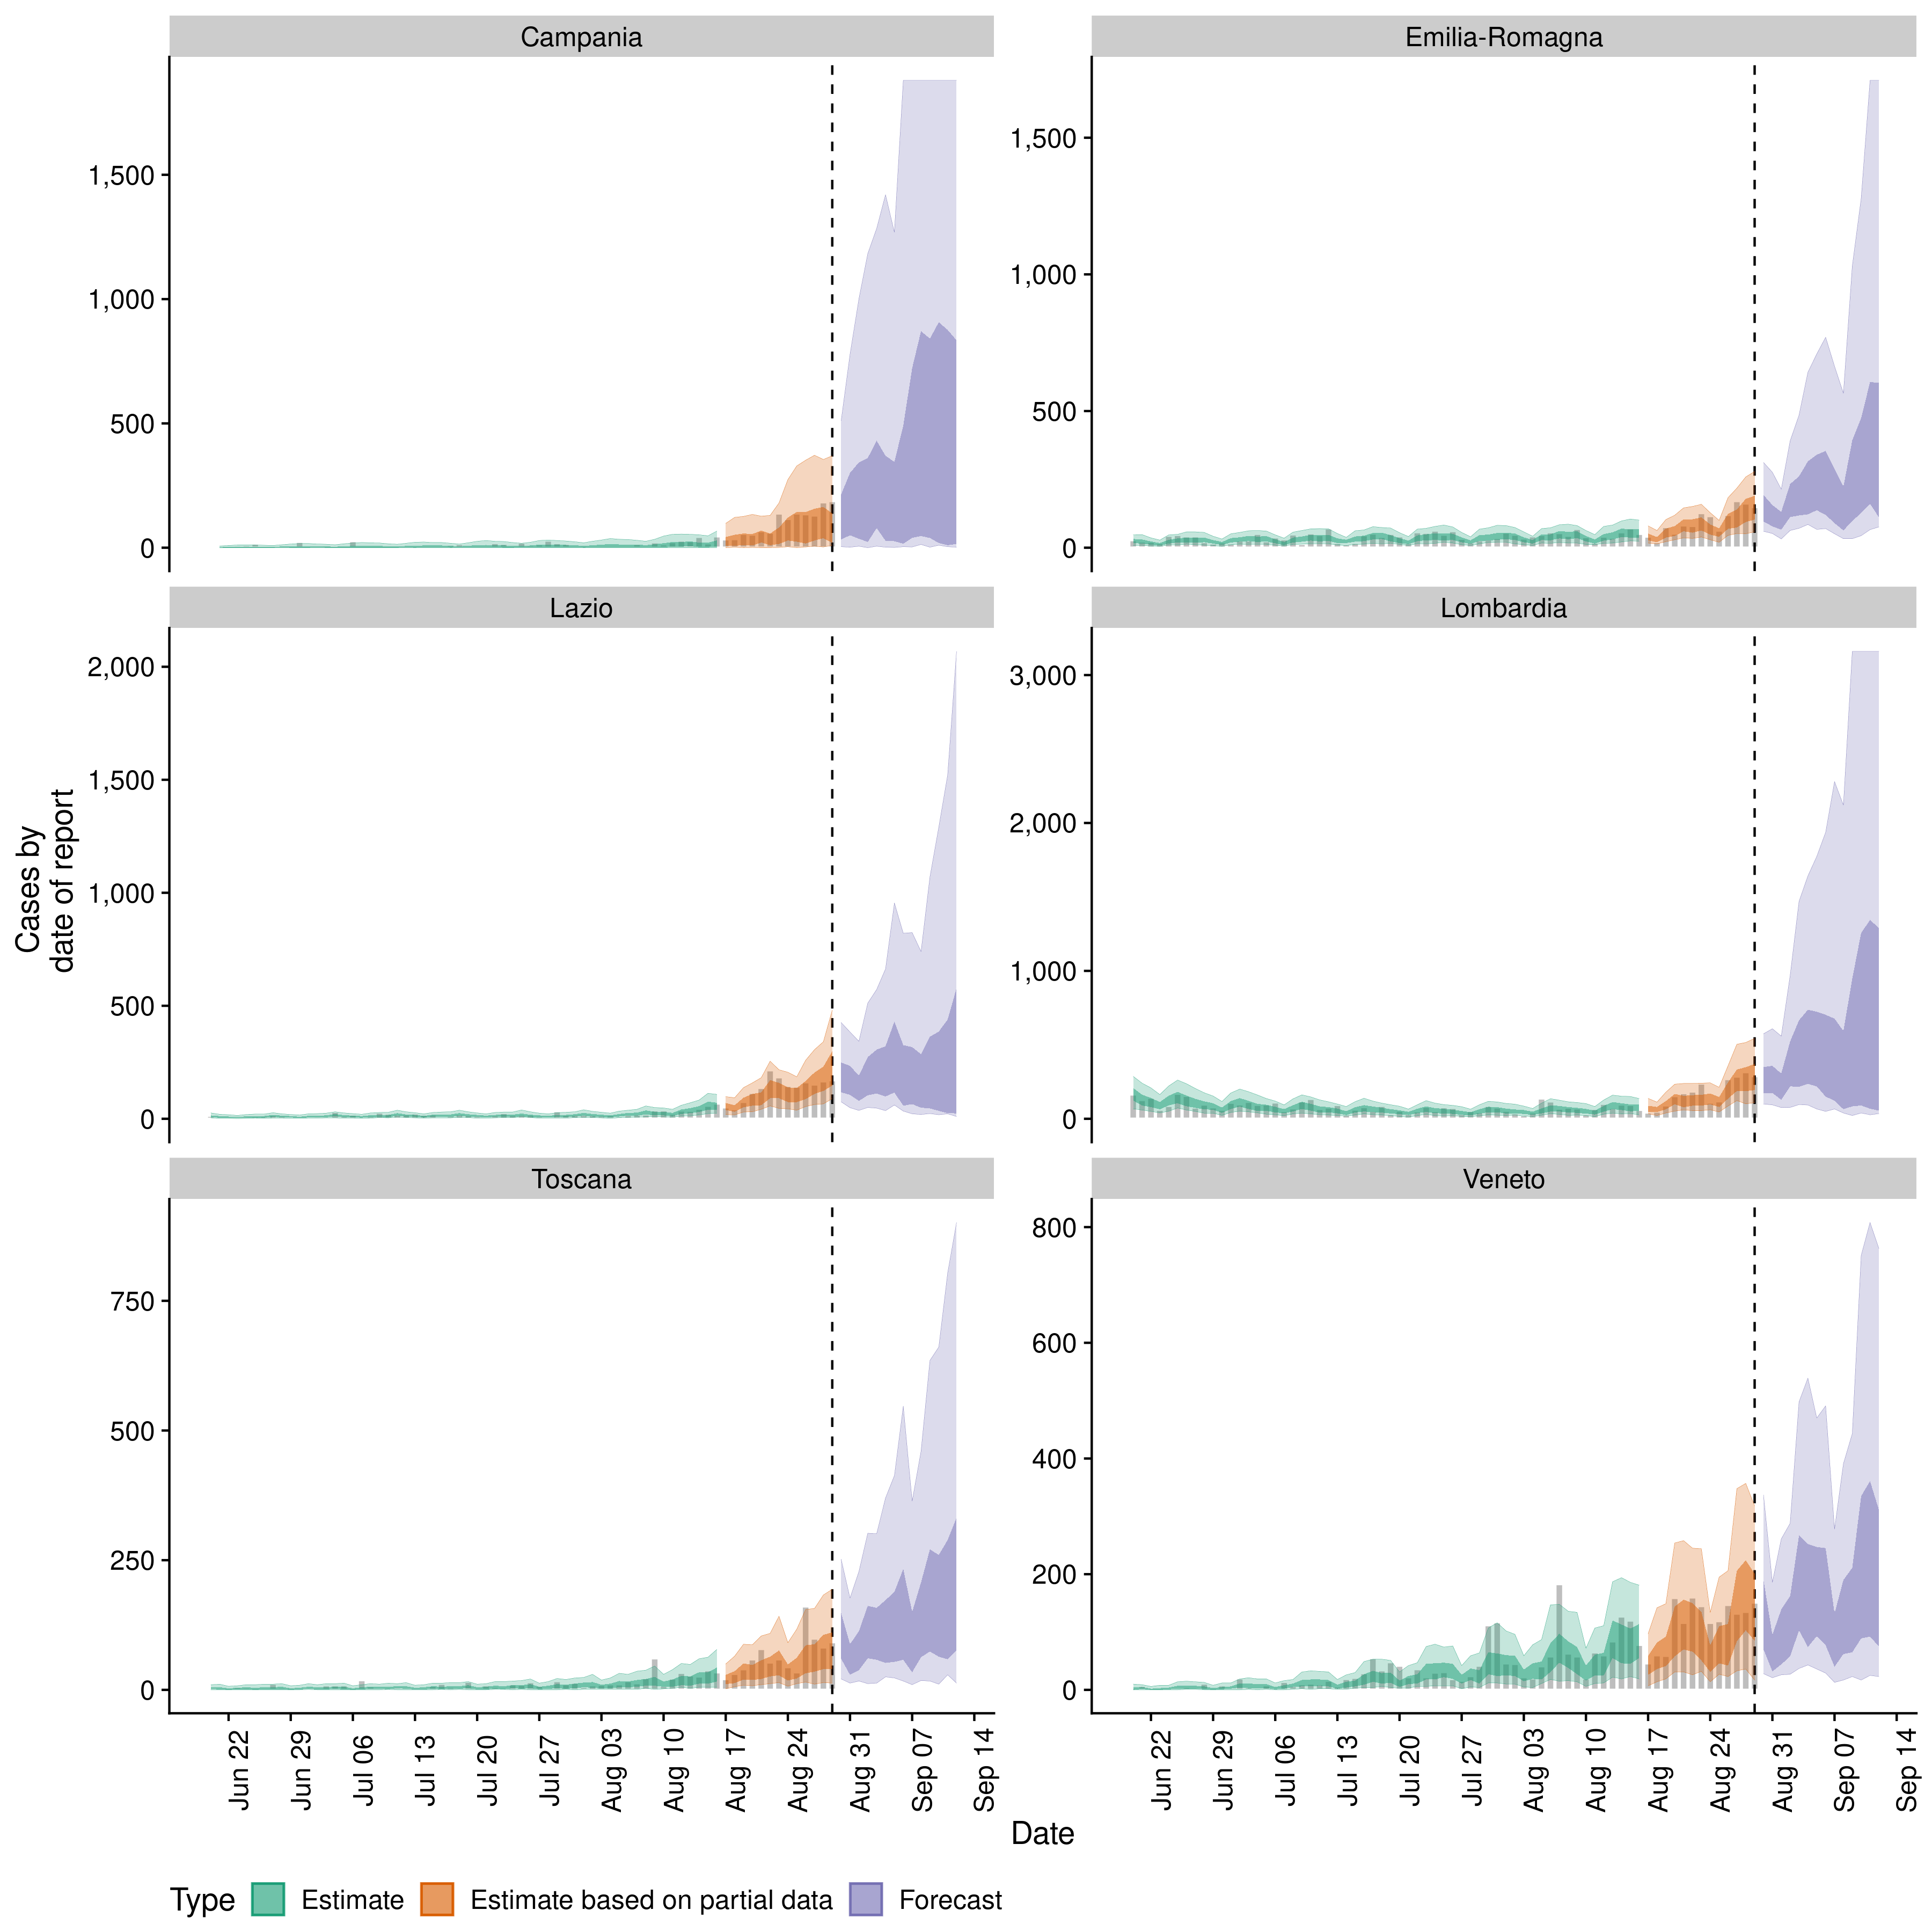 Campania
Emilia-Romagna
1,500
1,000
500
0
1,500
1,000
500
0
Lazio
Lombardia
2,000
1,500
1,000
500
0
3,000
2,000
1,000
0
Cases by
date of report
Toscana
Veneto
750
500
250
0
800
600
400
200
0
Jun 22
Jun 29
Jul 06
Jul 13
Jul 20
Jul 27
Aug 03
Aug 10
Aug 17
Aug 24
Aug 31
Sep 07
Sep 14
Jun 22
Jun 29
Jul 06
Jul 13
Jul 20
Jul 27
Aug 03
Aug 10
Aug 17
Aug 24
Aug 31
Sep 07
Sep 14
Date
Type Estimate Estimate based on partial data Forecast